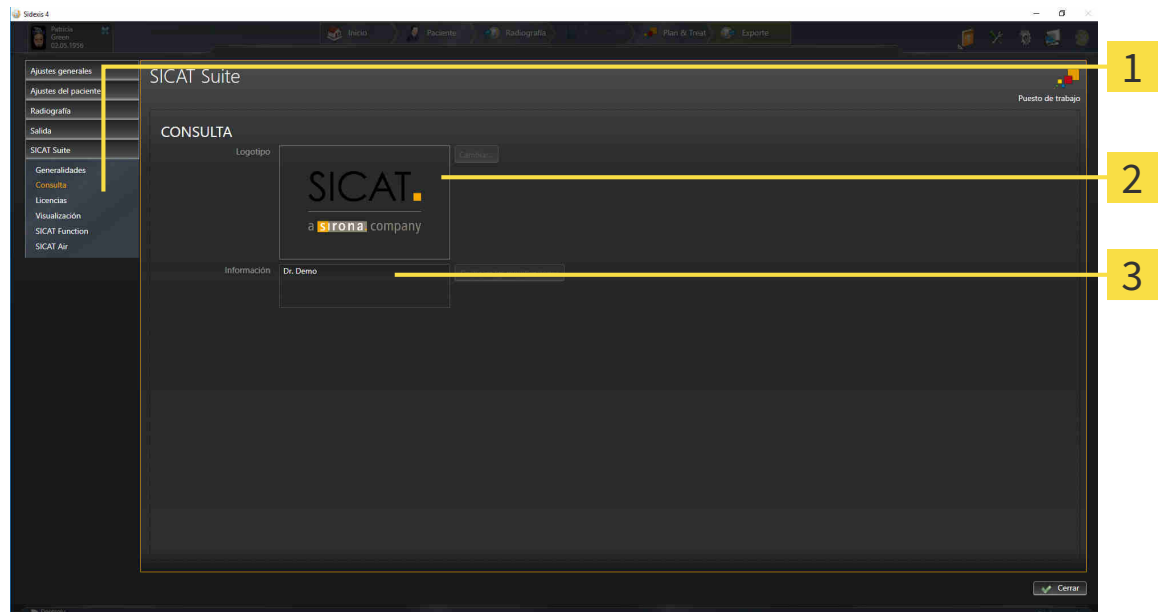 Sidexis 4
Patricia
Green
02.05.1956
Inicio
Paciente
Radiografía
Plan & Treat
Exporte
Ajustes generales
Ajustes del paciente
Radiografía
Salida
SICAT Suite
Generalidades
Consulta
Licencias
Visualización
SICAT Function
SICAT Air
SICAT Suite
Puesto de trabajo
CONSULTA
Logotipo
SICAT.
a sirona. company
Cambiar...
Información
Dr. Demo
Cerrar
1
2
3